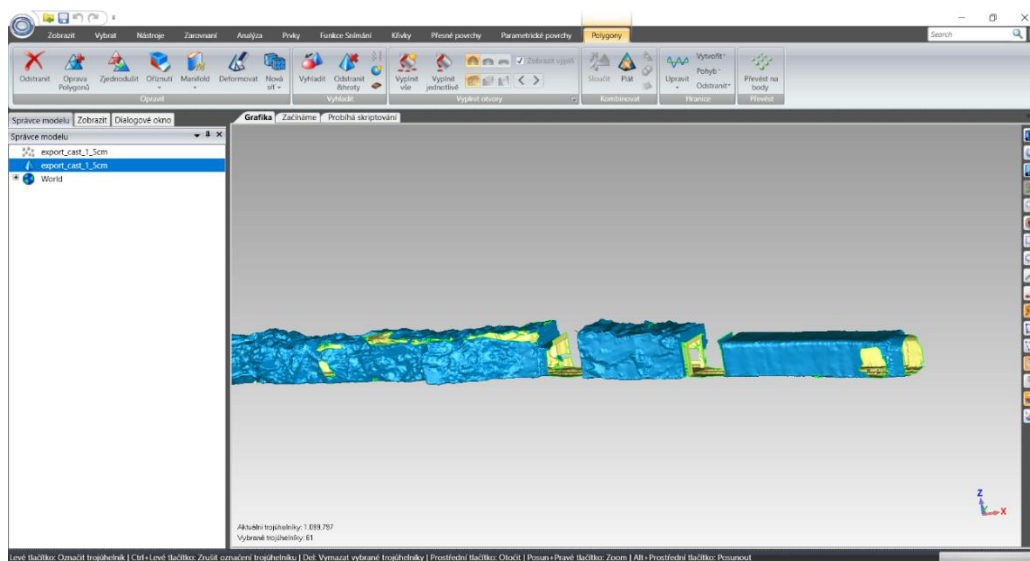 Zobrazit Vybrat Nástroje Zarovnaní Analýza Prvky Funkce Snímání Křivky Přesné povrchy Parametrické povrchy Polygony Search
Odstranit Oprava Polygonů Zjednodušit Oříznutí Manifold Deformovat Nová síť Vyhladit Odstranit &hroty Vyplnit vše Vyplnit jednotlivě Zobrazit výplň Sloučit Plát Upravit Vytvořit Pohyb Odstranit Převést na body
Opravit Vyhladit Vyplnit otvory Kombinovat Hranice Převést
Správce modelu Zobrazit Dialogové okno
Grafika Začínáme Probíhá skriptování
Správce modelu
export_cast_1_5cm
export_cast_1_5cm
World
Z
X
Aktuální trojúhelníky: 1,099,797
Vybrané trojúhelníky: 61
Levé tlačítko: Označit trojúhelník | Ctrl+Levé tlačítko: Zrušit označení trojúhelníku | Del: Vymazat vybrané trojúhelníky | Prostřední tlačítko: Otočit | Posun+Pravé tlačítko: Zoom | Alt+Prostřední tlačítko: Posunout